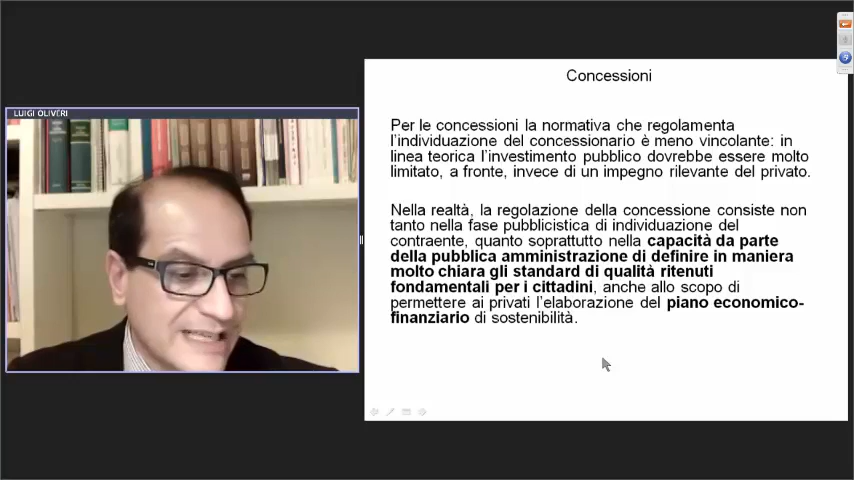 LUIGI OLIVERI
Concessioni
Per le concessioni la normativa che regolamenta
l'individuazione del concessionario è meno vincolante: in
linea teorica l'investimento pubblico dovrebbe essere molto
limitato, a fronte, invece di un impegno rilevante del privato.
Nella realtà, la regolazione della concessione consiste non
tanto nella fase pubblicistica di individuazione del
contraente, quanto soprattutto nella capacità da parte
della pubblica amministrazione di definire in maniera
molto chiara gli standard di qualità ritenuti
fondamentali per i cittadini, anche allo scopo di
permettere ai privati l'elaborazione del piano economico-
finanziario di sostenibilità.